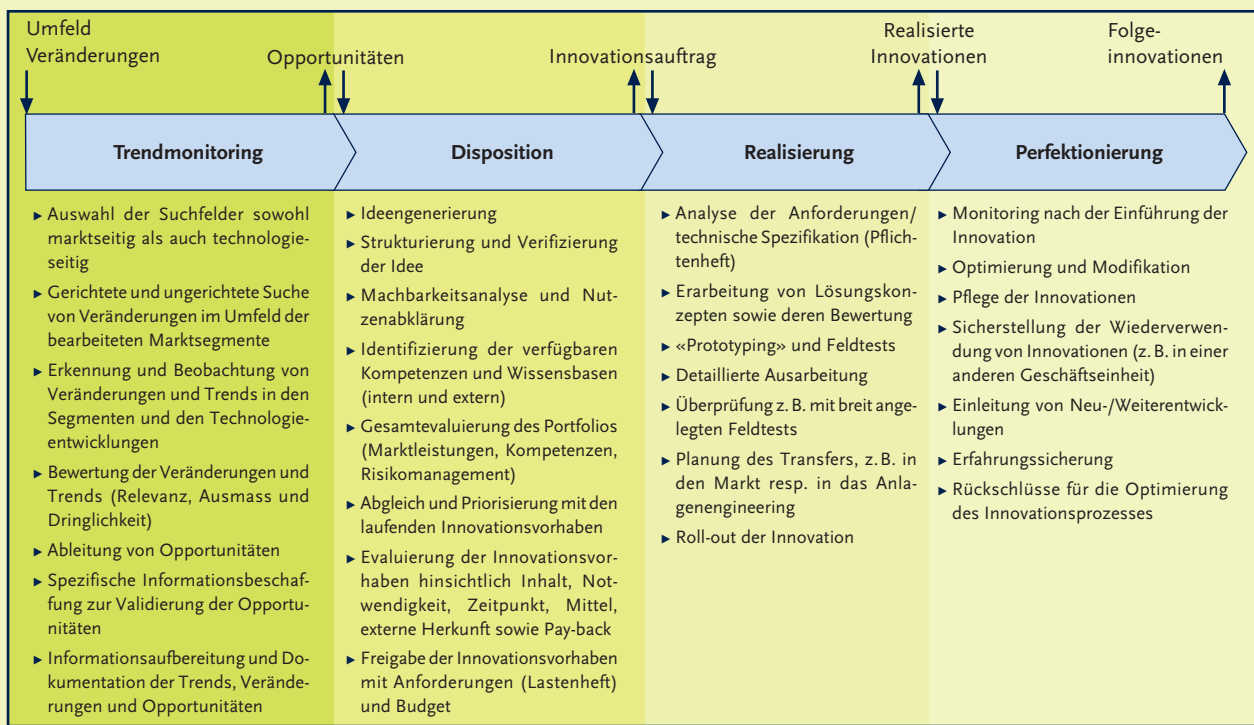 Umfeld
Veränderungen
Opportunitäten
Innovationsauftrag
Realisierte
Innovationen
Folge-
innovationen
Trendmonitoring
Disposition
Realisierung
Perfektionierung
▸ Auswahl der Suchfelder sowohl
marktseitig als auch technologie-
seitig
▸ Gerichtete und ungerichtete Suche
von Veränderungen im Umfeld der
bearbeiteten Marktsegmente
▸ Erkennung und Beobachtung von
Veränderungen und Trends in den
Segmenten und den Technologie-
entwicklungen
▸ Bewertung der Veränderungen und
Trends (Relevanz, Ausmass und
Dringlichkeit)
▸ Ableitung von Opportunitäten
▸ Spezifische Informationsbeschaf-
fung zur Validierung der Opportu-
nitäten
▸ Informationsaufbereitung und Do-
kumentation der Trends, Verände-
rungen und Opportunitäten
▸ Ideengenerierung
▸ Strukturierung und Verifizierung
der Idee
▸ Machbarkeitsanalyse und Nut-
zenabklärung
▸ Identifizierung der verfügbaren
Kompetenzen und Wissensbasen
(intern und extern)
▸ Gesamtevaluierung des Portfolios
(Marktleistungen, Kompetenzen,
Risikomanagement)
▸ Abgleich und Priorisierung mit den
laufenden Innovationsvorhaben
▸ Evaluierung der Innovationsvor-
haben hinsichtlich Inhalt, Not-
wendigkeit, Zeitpunkt, Mittel,
externe Herkunft sowie Pay-back
▸ Freigabe der Innovationsvorhaben
mit Anforderungen (Lastenheft)
und Budget
▸ Analyse der Anforderungen/
technische Spezifikation (Pflich-
tenheft)
▸ Erarbeitung von Lösungskon-
zepten sowie deren Bewertung
▸ «Prototyping» und Feldtests
▸ Detaillierte Ausarbeitung
▸ Überprüfung z. B. mit breit ange-
legten Feldtests
▸ Planung des Transfers, z. B. in
den Markt resp. in das Anla-
genengineering
▸ Roll-out der Innovation
▸ Monitoring nach der Einführung der
Innovation
▸ Optimierung und Modifikation
▸ Pflege der Innovationen
▸ Sicherstellung der Wiederverwen-
dung von Innovationen (z. B. in einer
anderen Geschäftseinheit)
▸ Einleitung von Neu-/Weiterentwick-
lungen
▸ Erfahrungssicherung
▸ Rückschlüsse für die Optimierung
des Innovationsprozesses